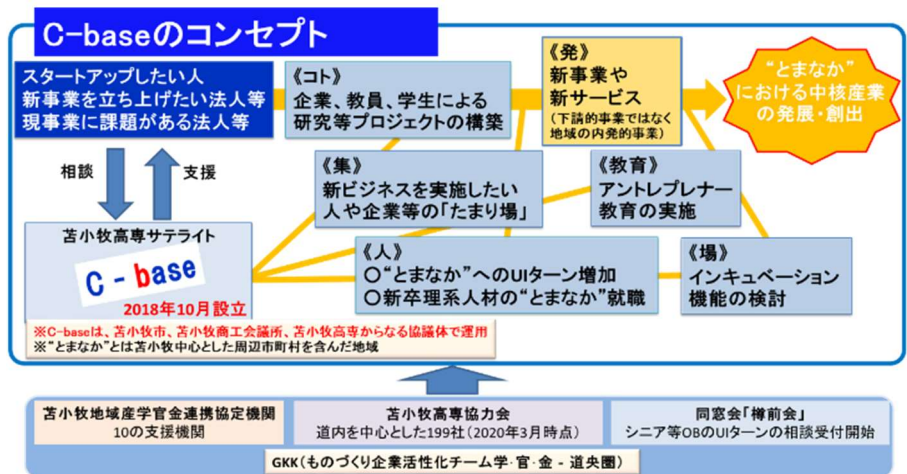 C-baseのコンセプト
スタートアップしたい人
新事業を立ち上げたい法人等
現事業に課題がある法人等
《コト》
企業、教員、学生による
研究等プロジェクトの構築
《発》
新事業や
新サービス
(下請的事業ではなく
地域の内発的事業)
“とまなか”
における中核産業
の発展・創出
相談
支援
《集》
新ビジネスを実施したい
人や企業等の「たまり場」
《教育》
アントレプレナー
教育の実施
苫小牧高専サテライト
C - base
2018年10月設立
《人》
〇“とまなか”へのUIターン増加
〇新卒理系人材の“とまなか”就職
《場》
インキュベーション
機能の検討
※C-baseは、苫小牧市、苫小牧商工会議所、苫小牧高専からなる協議体で運用
※“とまなか”とは苫小牧中心とした周辺市町村を含んだ地域
苫小牧地域産学官金連携協定機関
10の支援機関
苫小牧高専協力会
道内を中心とした199社(2020年3月時点)
同窓会「樽前会」
シニア等OBのUIターンの相談受付開始
GKK(ものづくり企業活性化チーム学・官・金 - 道央圏)